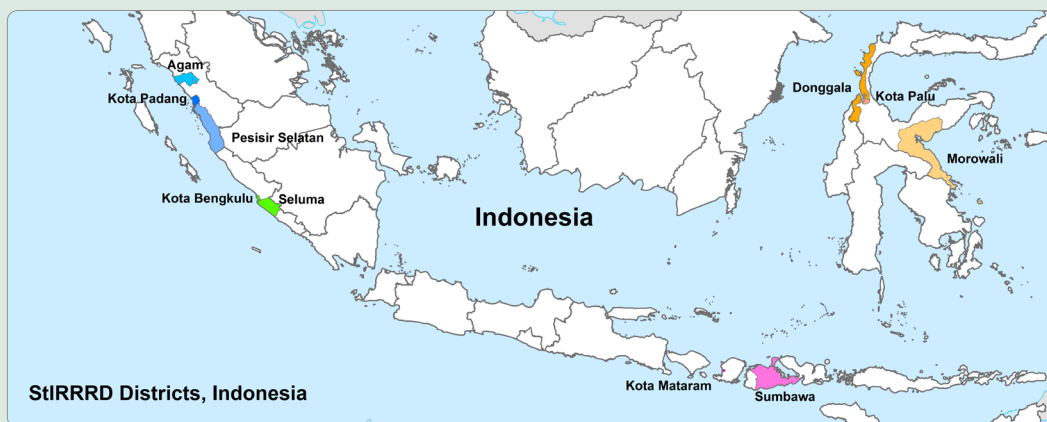 Agam
Kota Padang
Pesisir Selatan
Kota Bengkulu
Seluma
Indonesia
Donggala
Kota Palu
Morowali
Kota Mataram
Sumbawa
StIRRRD Districts, Indonesia